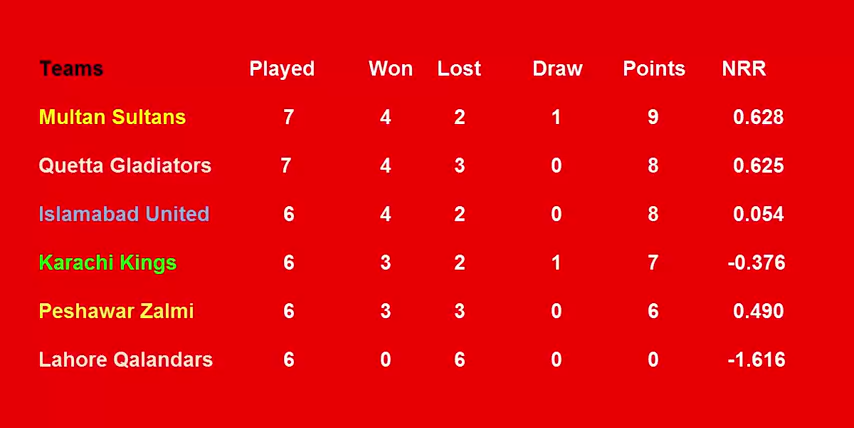 Teams Played Won Lost Draw Points NRR
Multan Sultans 7 4 2 1 9 0.628
Quetta Gladiators 7 4 3 0 8 0.625
Islamabad United 6 4 2 0 8 0.054
Karachi Kings 6 3 2 1 7 -0.376
Peshawar Zalmi 6 3 3 0 6 0.490
Lahore Qalandars 6 0 6 0 0 -1.616